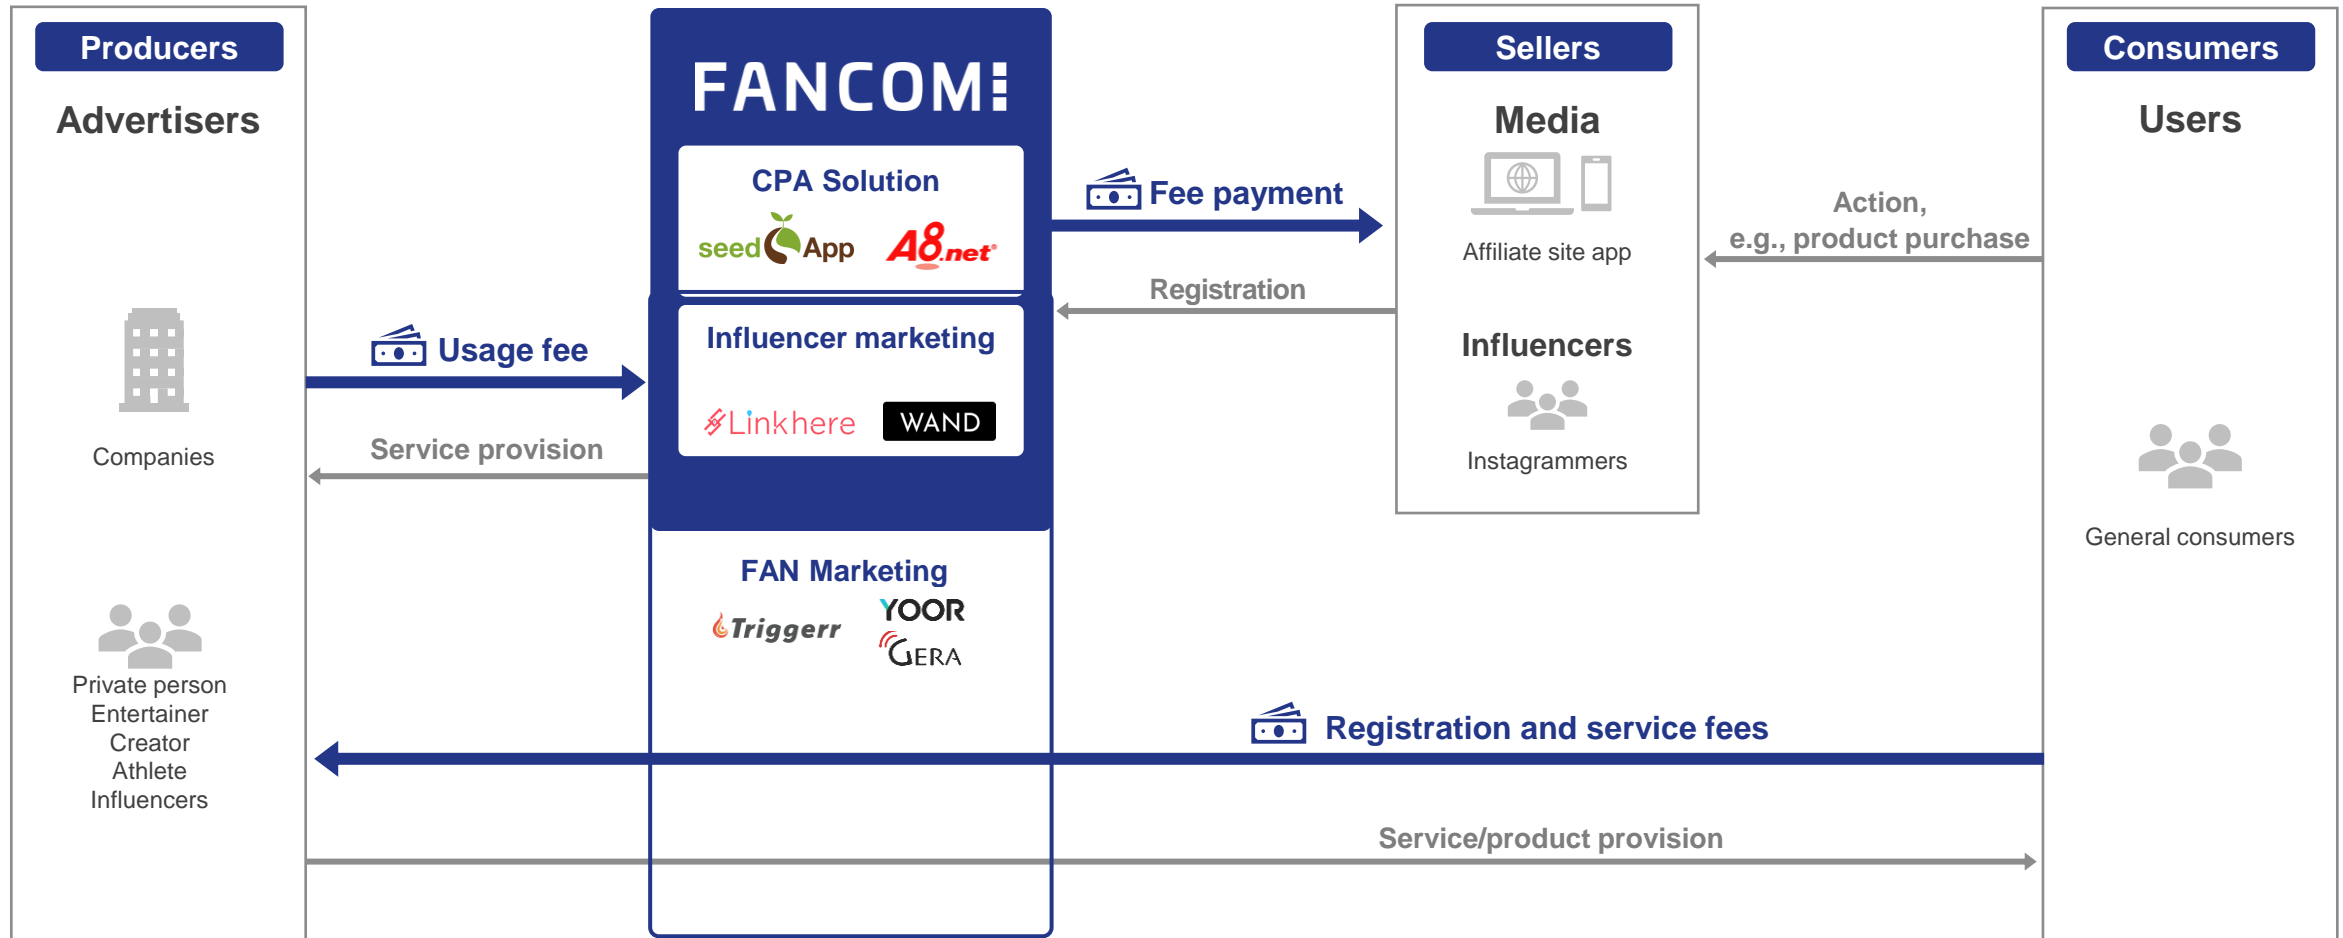 Producers
Advertisers
Companies
Private person
Entertainer
Creator
Athlete
Influencers
Usage fee
Service provision
FANCOMI
CPA Solution
seed App
A8.net
Influencer marketing
Linkhere
WAND
FAN Marketing
Triggerr
YOOR
GERA
Fee payment
Registration
Sellers
Media
Affiliate site app
Influencers
Instagrammers
Action,
e.g., product purchase
Consumers
Users
General consumers
Registration and service fees
Service/product provision